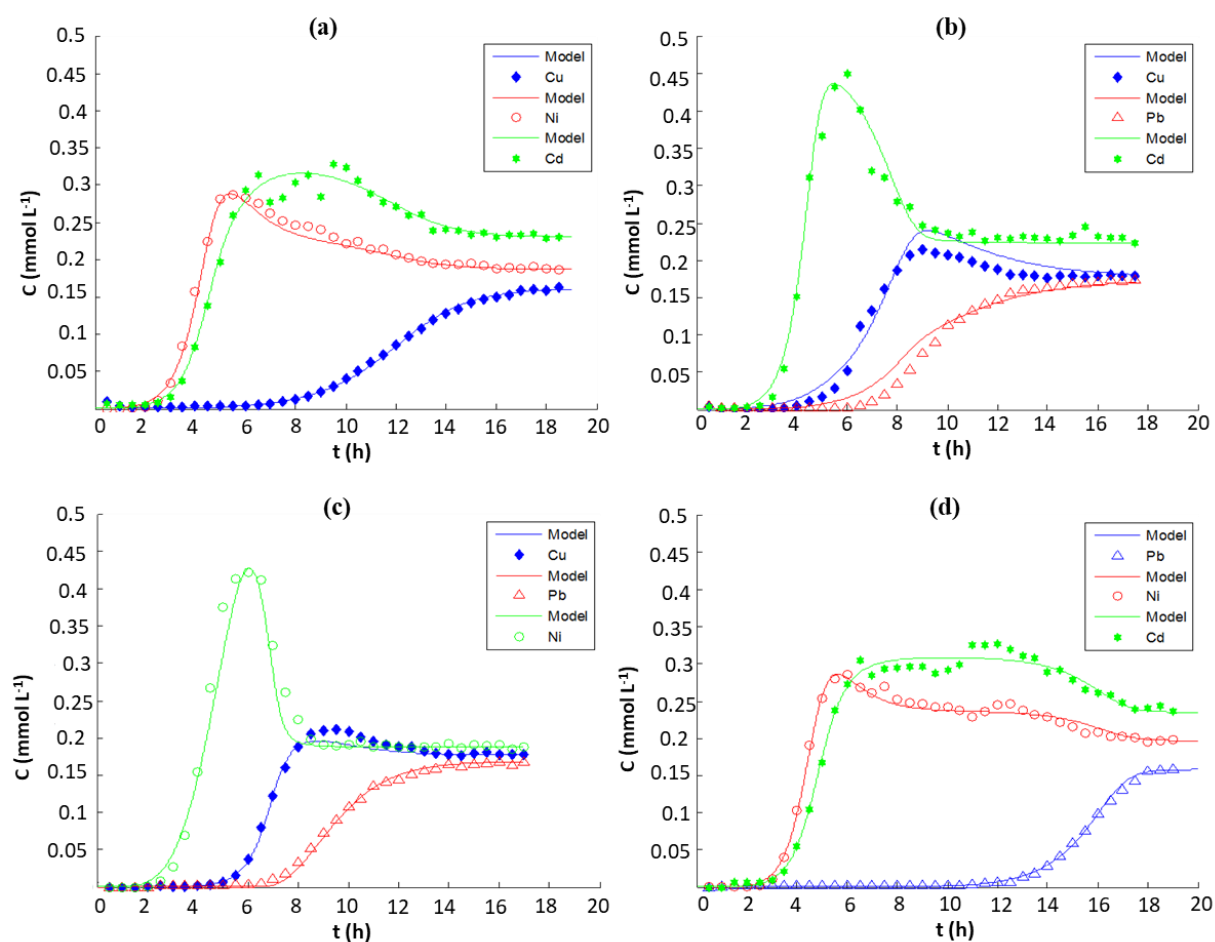 (a)
0.5
0.45
0.4
0.35
0.3
0.25
0.2
0.15
0.1
0.05
C (mmol L-1)
0 2 4 6 8 10 12 14 16 18 20
t (h)
Model
Cu
Model
Ni
Model
Cd
(b)
0.5
0.45
0.4
0.35
0.3
0.25
0.2
0.15
0.1
0.05
C (mmol L-1)
0 2 4 6 8 10 12 14 16 18 20
t (h)
Model
Cu
Model
Pb
Model
Cd
(c)
0.5
0.45
0.4
0.35
0.3
0.25
0.2
0.15
0.1
0.05
C (mmol L-1)
0 2 4 6 8 10 12 14 16 18 20
t (h)
Model
Cu
Model
Pb
Model
Ni
(d)
0.5
0.45
0.4
0.35
0.3
0.25
0.2
0.15
0.1
0.05
C (mmol L-1)
0 2 4 6 8 10 12 14 16 18 20
t (h)
Model
Pb
Model
Ni
Model
Cd